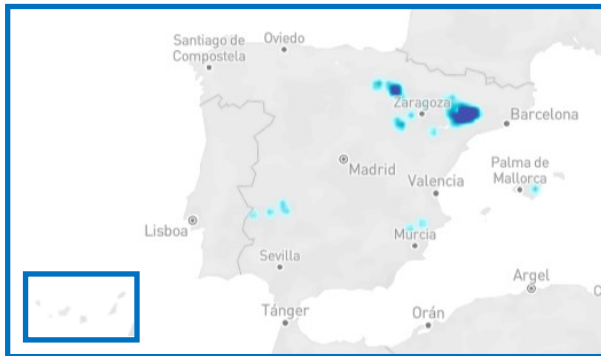 Santiago de
Compostela
Oviedo
Zaragoza
Barcelona
Madrid
Palma de
Mallorca
Valencia
Lisboa
Murcia
Sevilla
Argel
Tánger
Orán
C